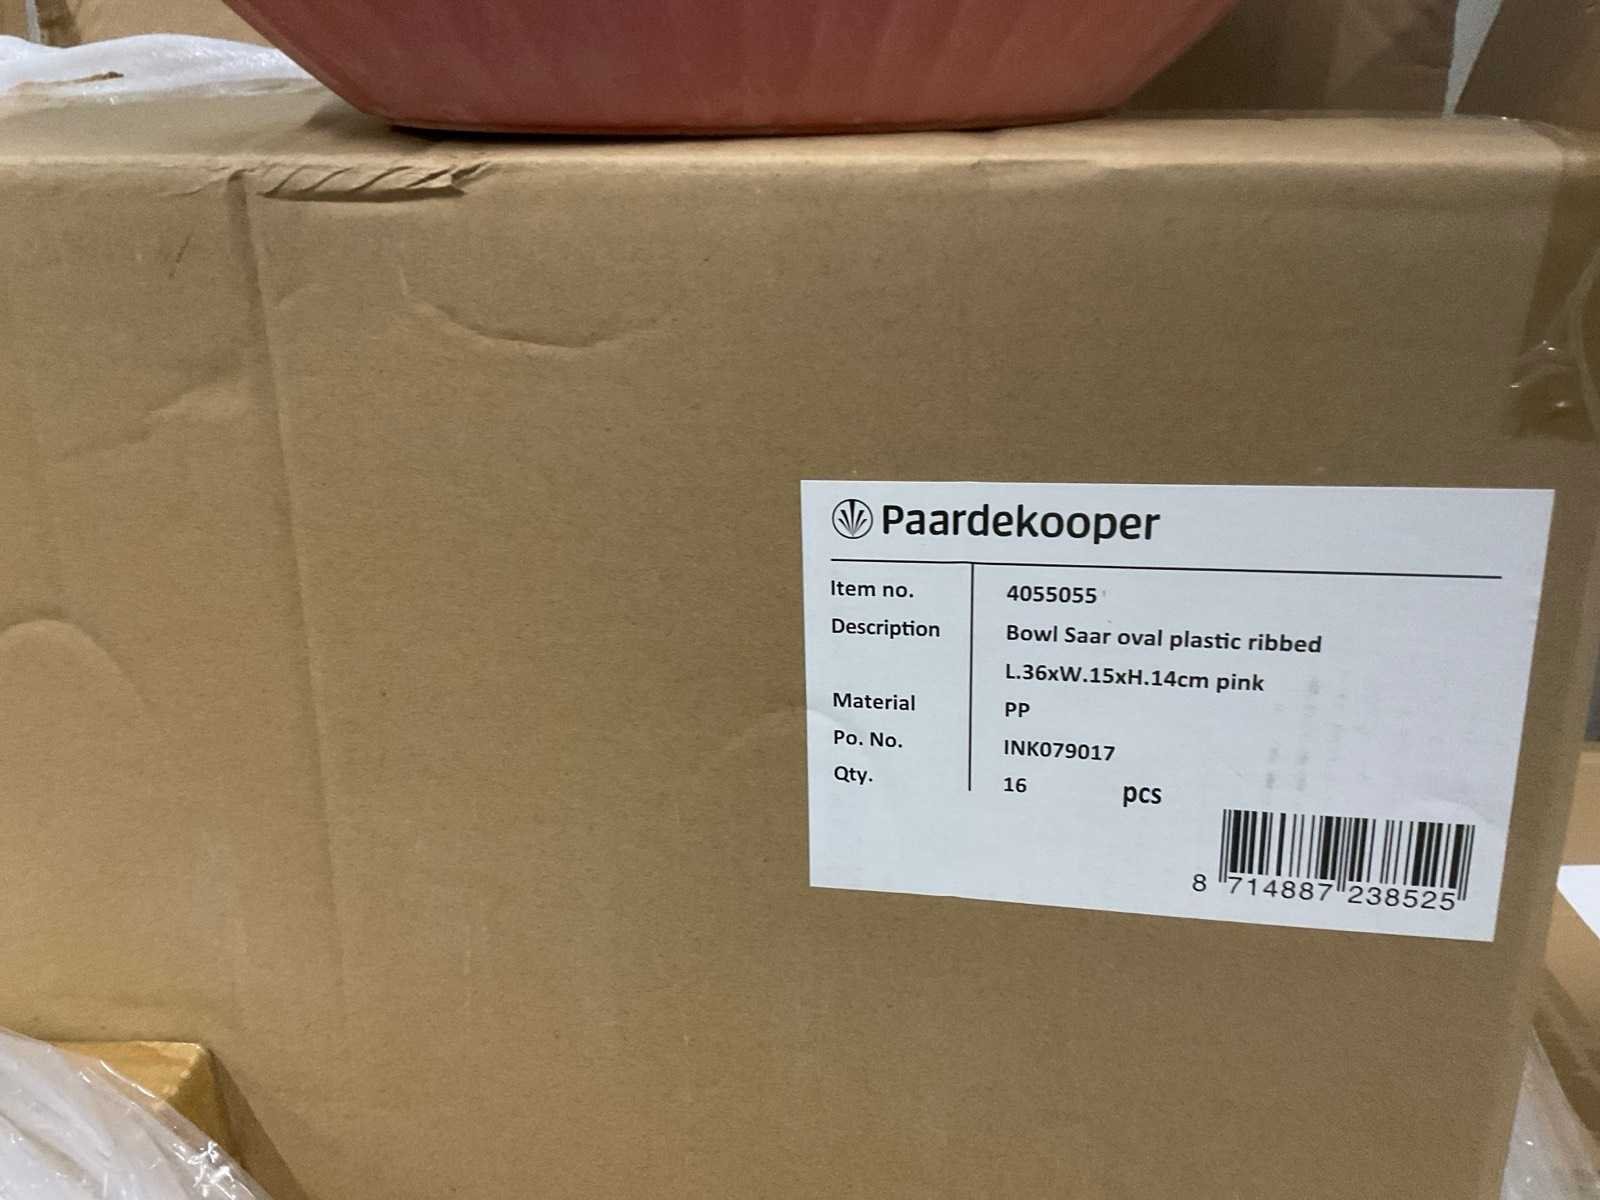 Paardekooper
Item no. 4055055
Description Bowl Saar oval plastic ribbed
L.36xW.15xH.14cm pink
Material PP
Po. No. INK079017
Qty. 16 pcs
8 714887 238525